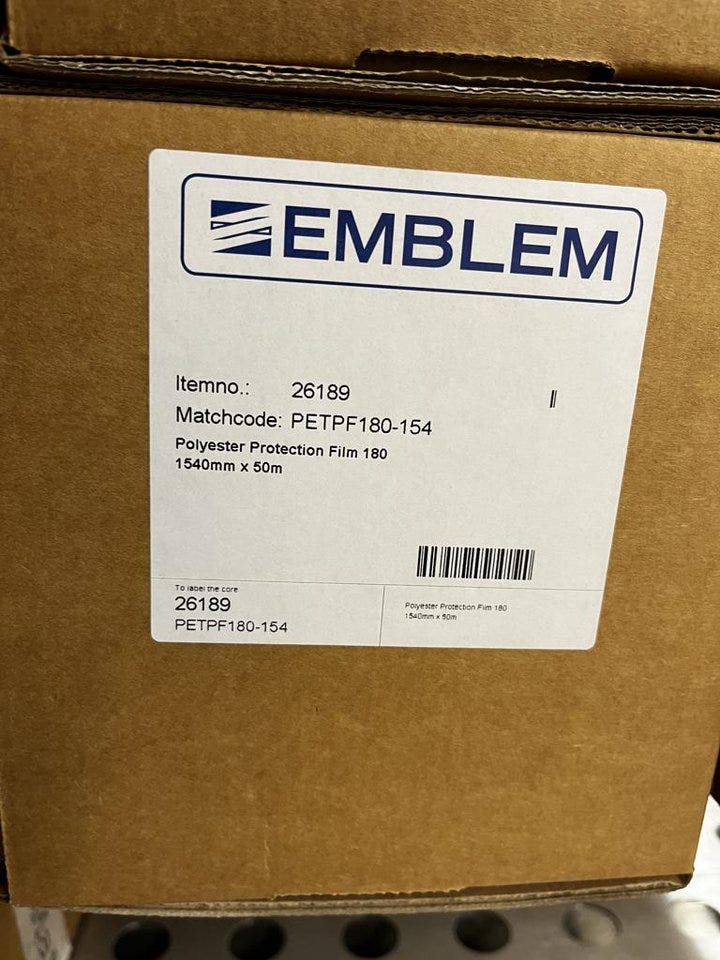 EMBLEM
Itemno.: 26189
Matchcode: PETPF180-154
Polyester Protection Film 180
1540mm x 50m
To label the core
26189
PETPF180-154
Polyester Protection Film 180
1540mm x 50m